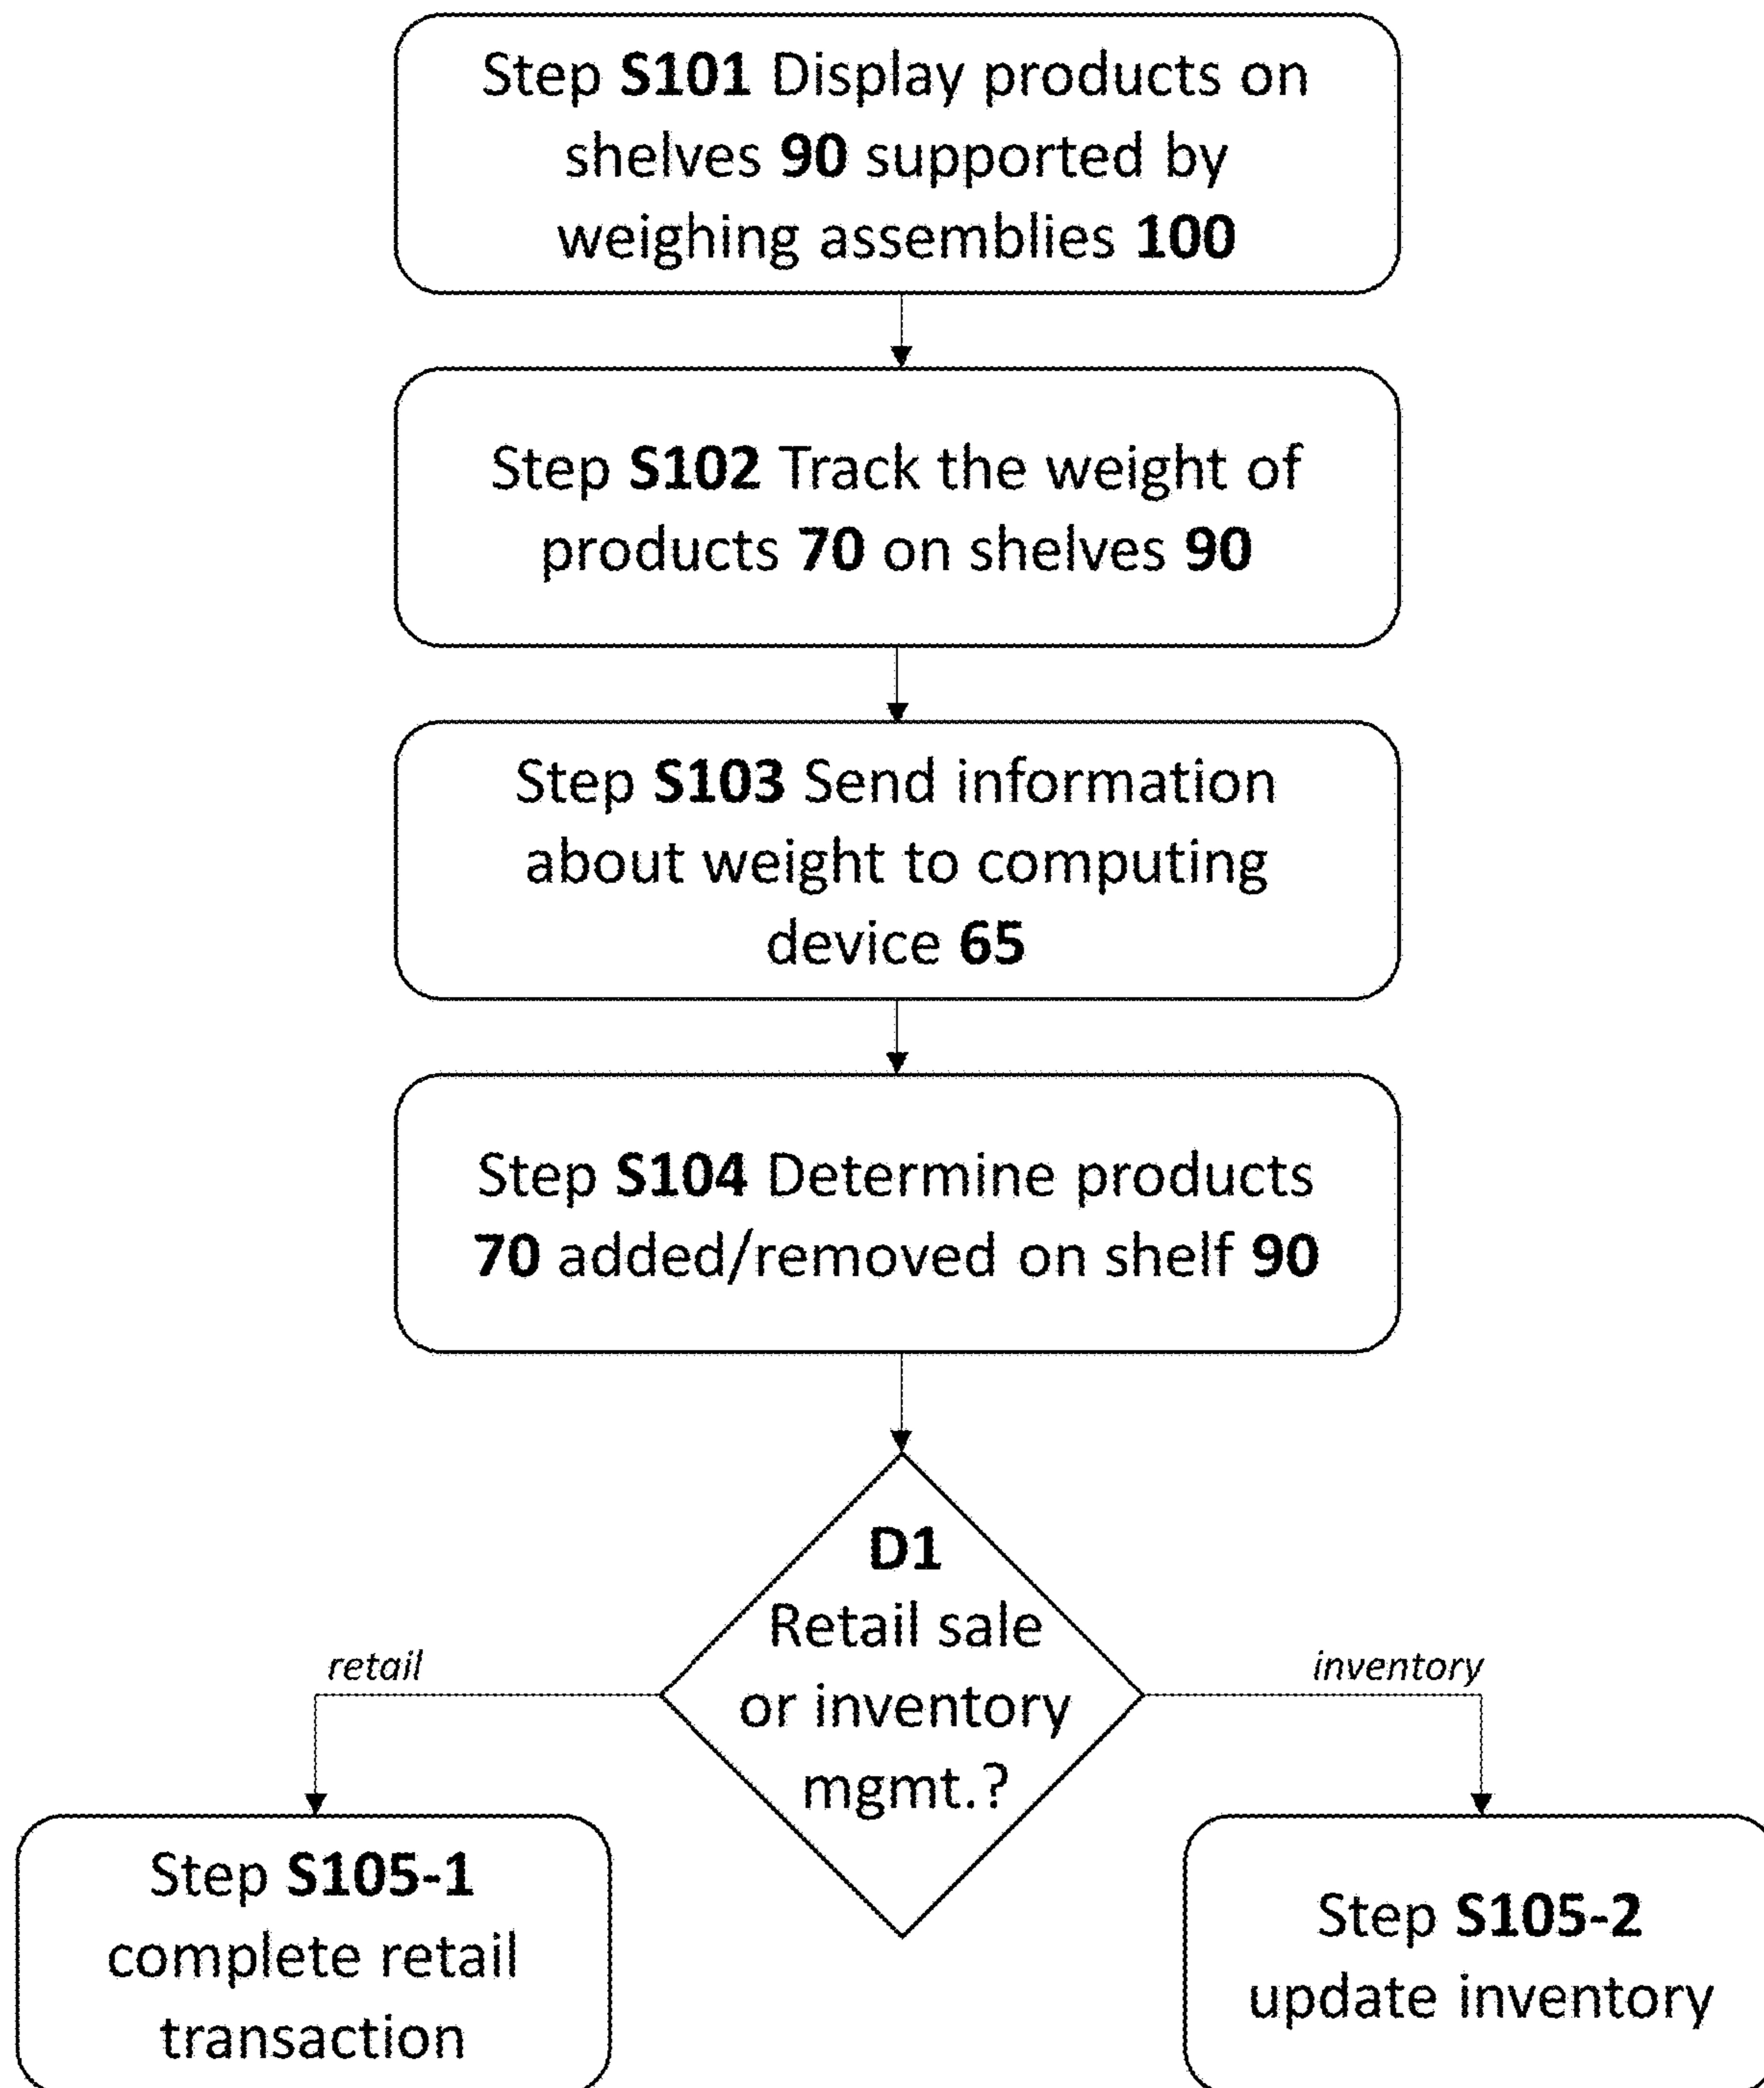 Step S101 Display products on
shelves 90 supported by
weighing assemblies 100
Step S102 Track the weight of
products 70 on shelves 90
Step S103 Send information
about weight to computing
device 65
Step S104 Determine products
70 added/removed on shelf 90
D1
Retail sale
or inventory
mgmt.?
retail
inventory
Step S105-1
complete retail
transaction
Step S105-2
update inventory